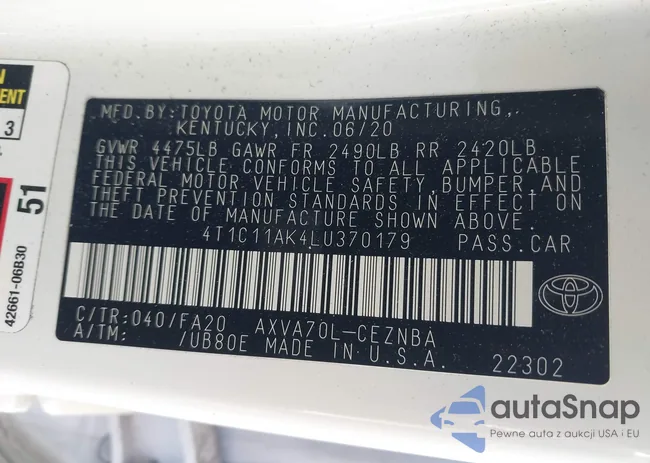 MFD.BY:TOYOTA MOTOR MANUFACTURING,
KENTUCKY, INC.06/20
GVWR 4475LB GAWR FR 2490LB RR 2420LB
THIS VEHICLE CONFORMS TO ALL APPLICABLE
FEDERAL MOTOR VEHICLE SAFETY, BUMPER, AND
THEFT PREVENTION STANDARDS IN EFFECT ON
THE DATE OF MANUFACTURE SHOWN ABOVE.
4T1C11AK4LU370179 PASS.CAR
C/TR:040/FA20 AXVA70L-CEZNBA
A/TM: /UB80E MADE IN U.S.A.
22302
3
51
42661-06B30
autaSnap
Pewne auta z aukcji USA i EU